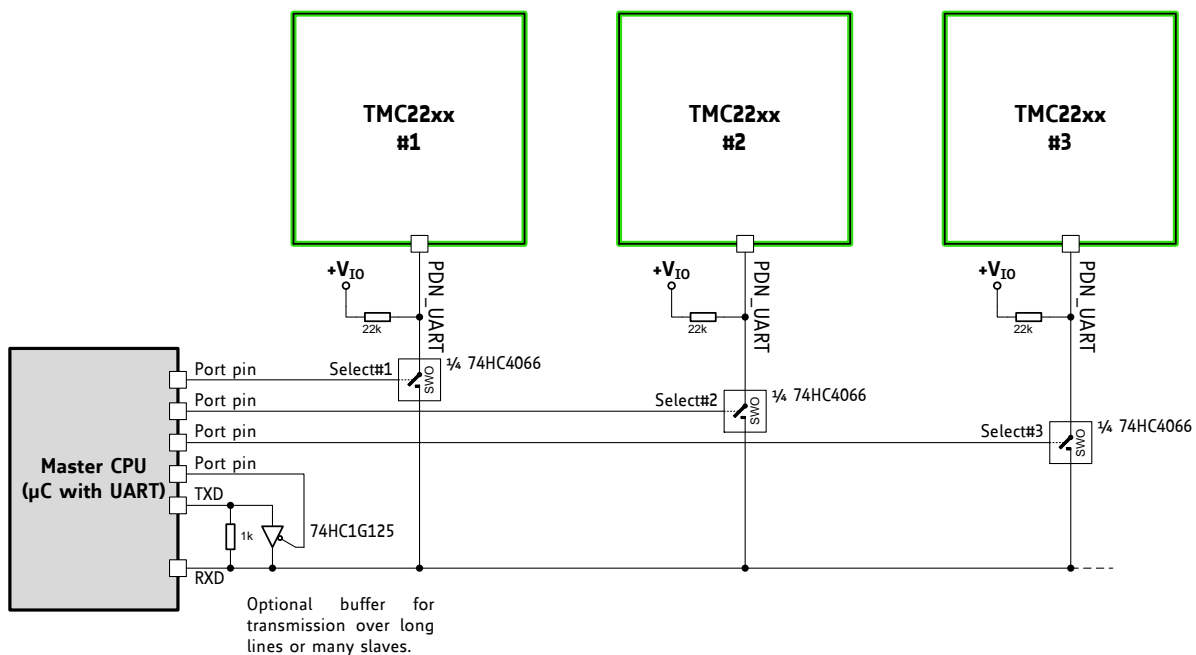 TMC22xx
#1
TMC22xx
#2
TMC22xx
#3
+VIO
22k
PDN_UART
+VIO
22k
PDN_UART
+VIO
22k
PDN_UART
Select#1
SWO
¼ 74HC4066
Select#2
SWO
¼ 74HC4066
Select#3
SWO
¼ 74HC4066
Master CPU
(µC with UART)
Port pin
Port pin
Port pin
Port pin
TXD
RXD
1k
74HC1G125
Optional buffer for
transmission over long
lines or many slaves.